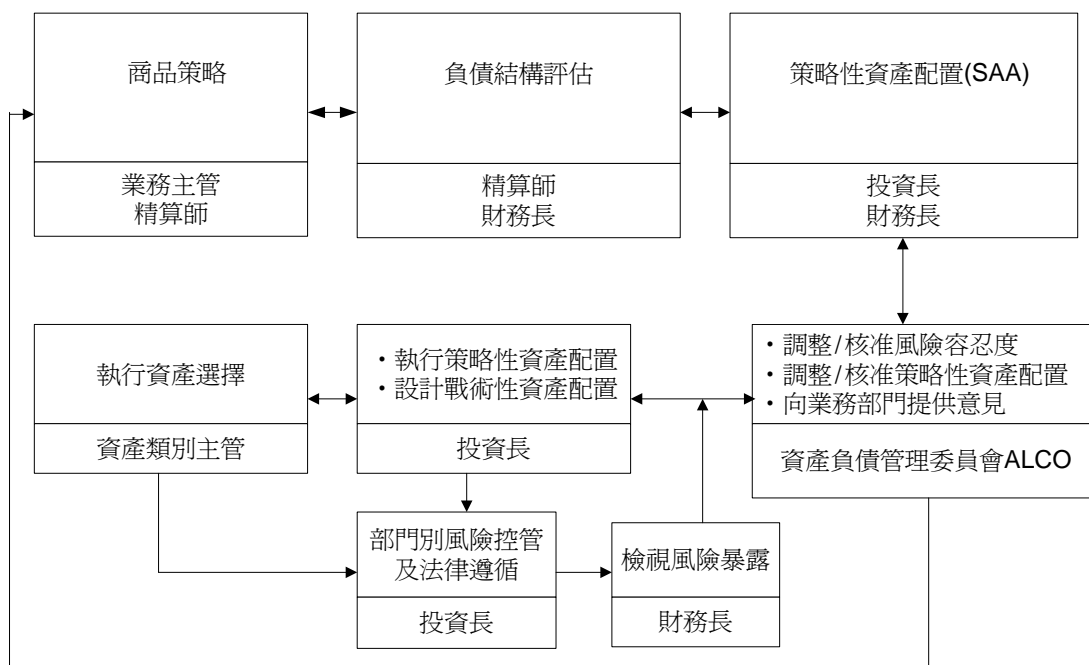 商品策略
業務主管
精算師
負債結構評估
精算師
財務長
策略性資產配置(SAA)
投資長
財務長
執行資產選擇
資產類別主管
・執行策略性資產配置
・設計戰術性資產配置
投資長
・調整/核准風險容忍度
・調整/核准策略性資產配置
・向業務部門提供意見
資產負債管理委員會ALCO
部門別風險控管
及法律遵循
投資長
檢視風險暴露
財務長